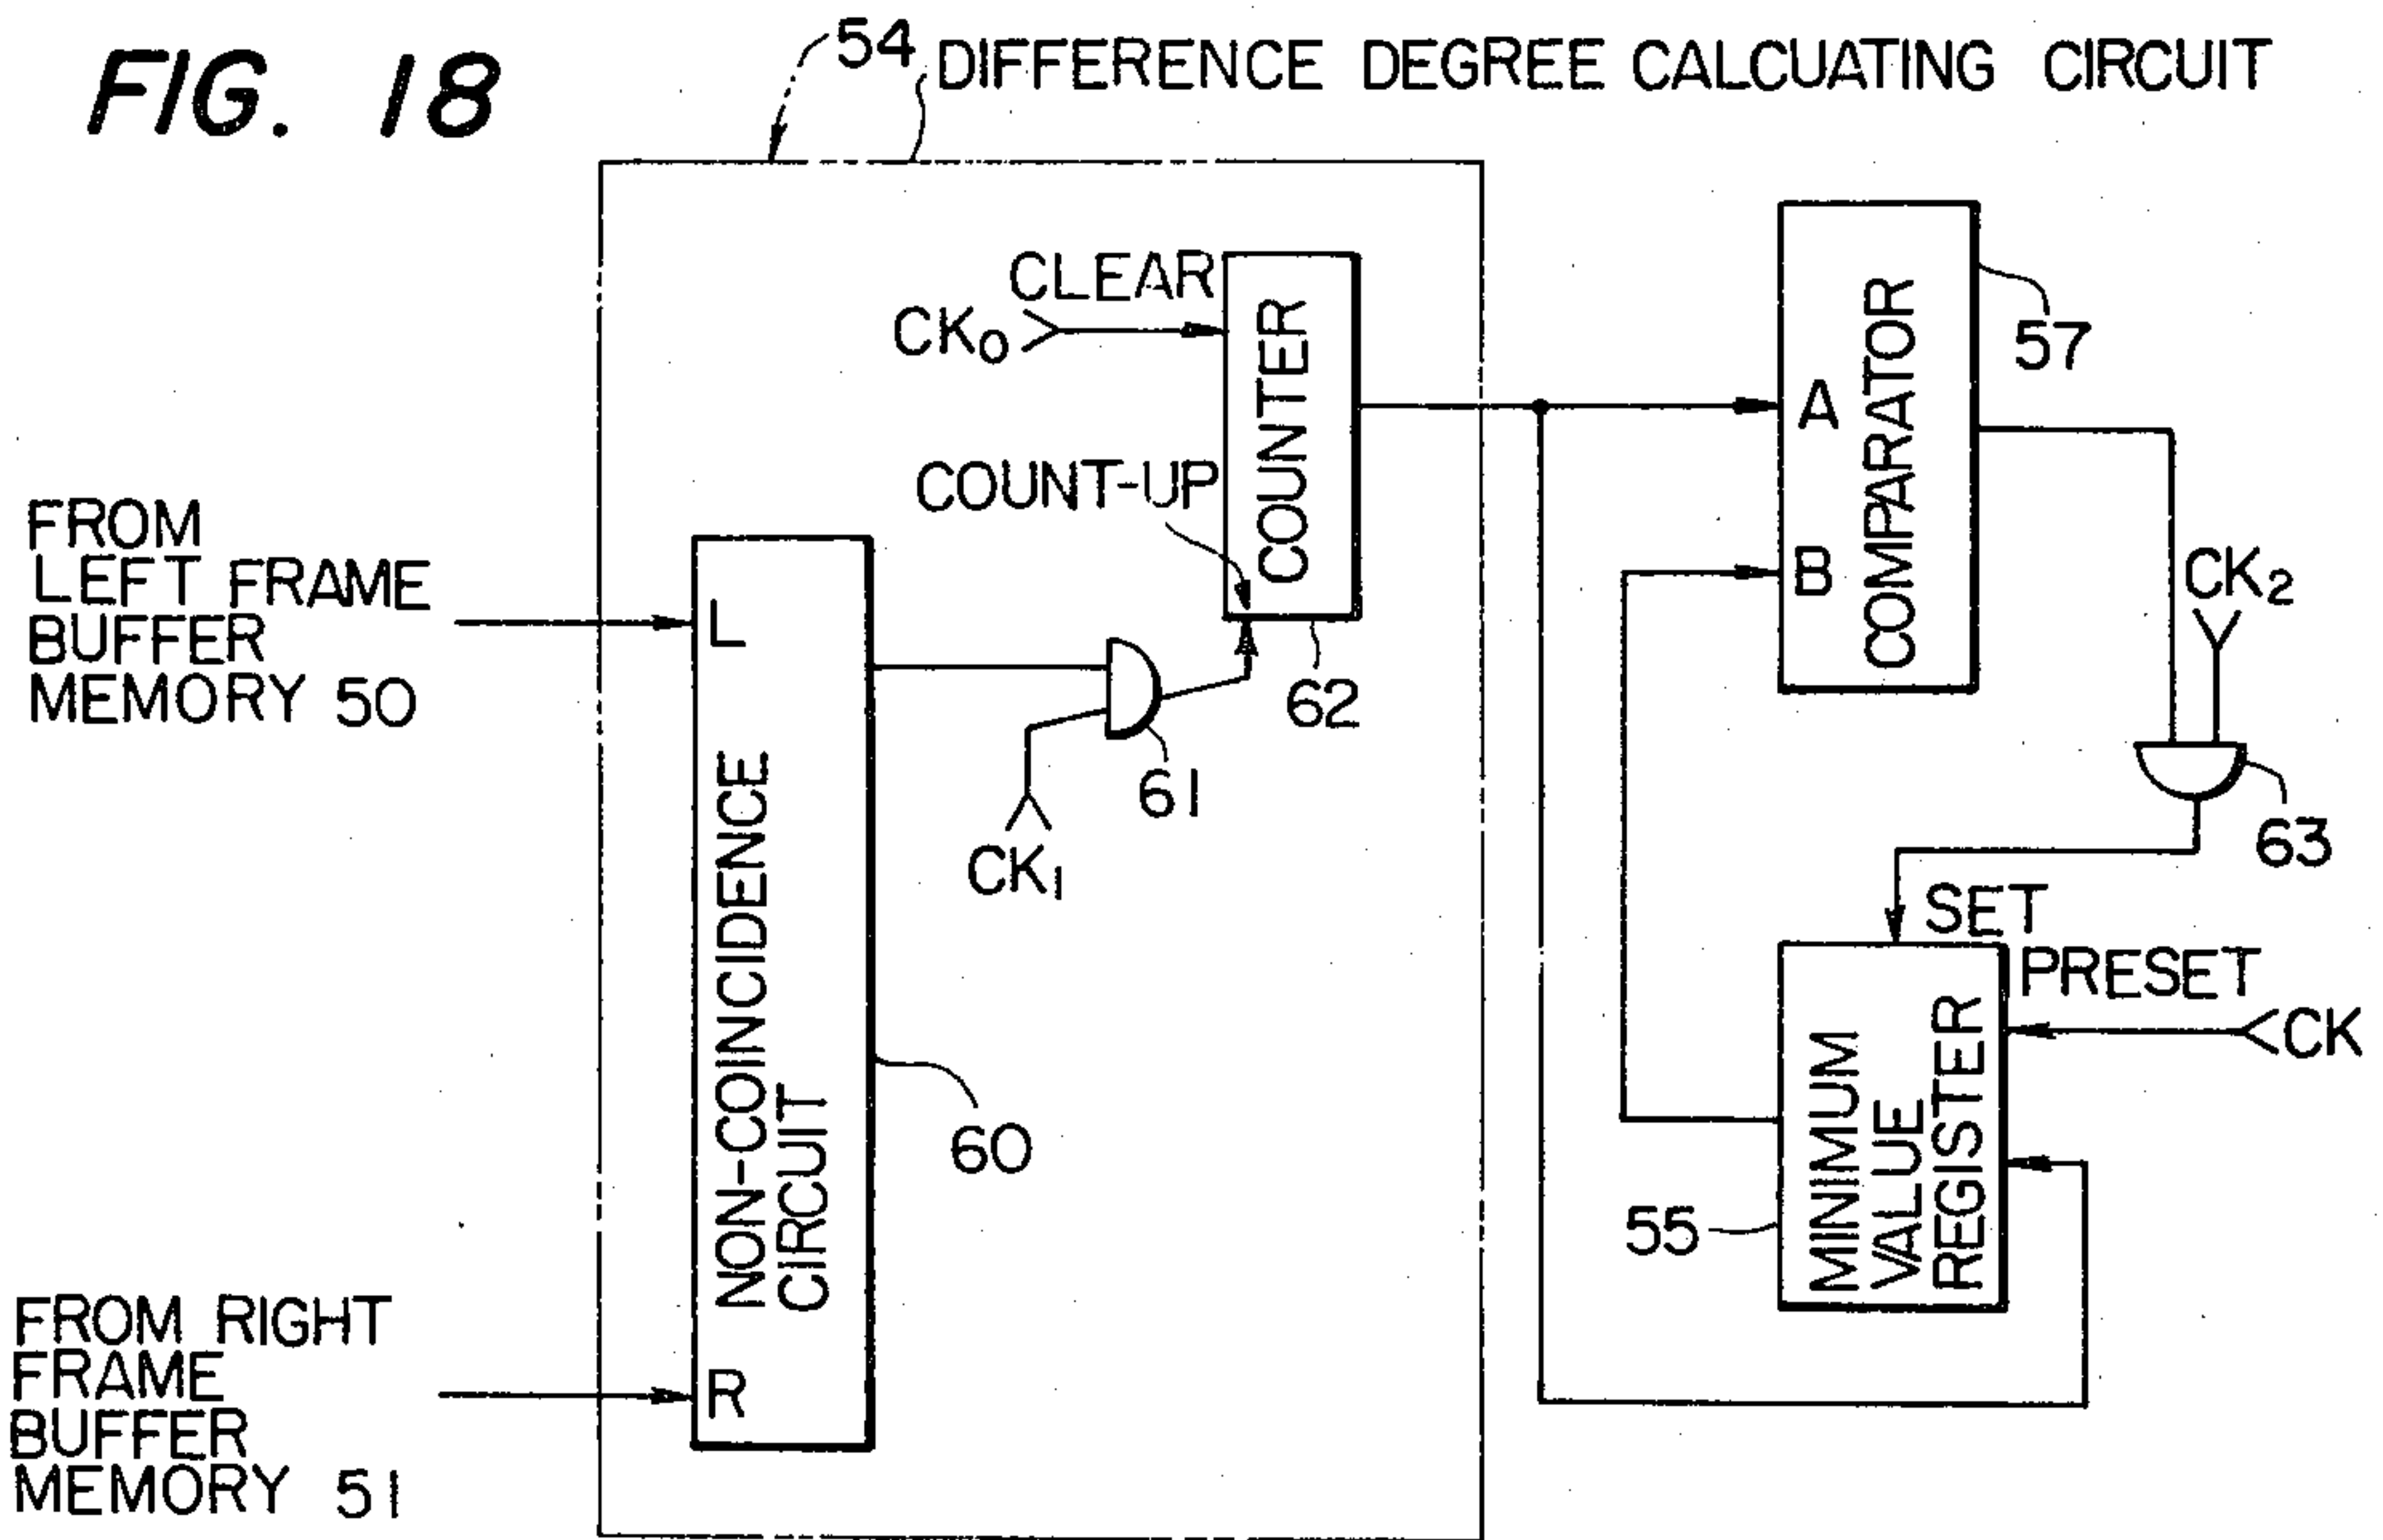 FIG. 18
54 DIFFERENCE DEGREE CALCUATING CIRCUIT
CLEAR
CK0
COUNTER
COUNT-UP
62
A
B
COMPARATOR
57
CK2
63
FROM
LEFT FRAME
BUFFER
MEMORY 50
L
NON-COINCIDENCE
CIRCUIT
R
61
CK1
60
SET
PRESET
CK
MINIMUM
VALUE
REGISTER
55
FROM RIGHT
FRAME
BUFFER
MEMORY 51